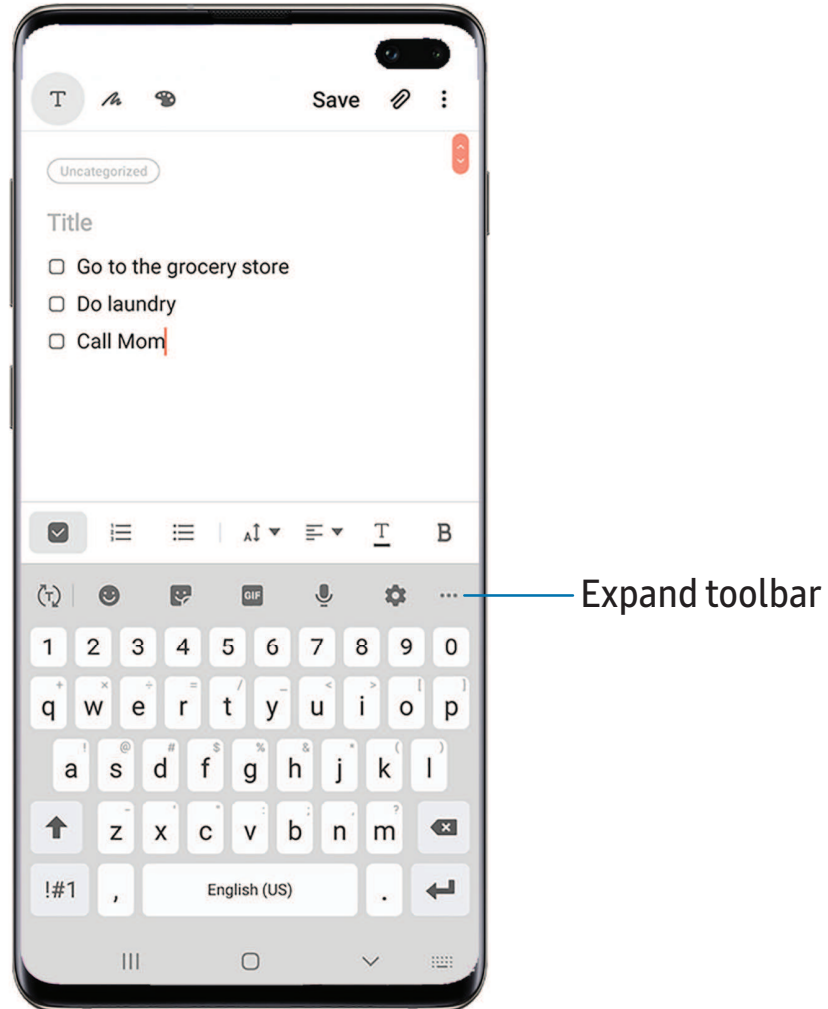 T Save
Uncategorized
Title
Go to the grocery store
Do laundry
Call Mom
A T B
T GIF
Expand toolbar
1 2 3 4 5 6 7 8 9 0
+ × ÷ = / _ < > [ ]
q w e r t y u i o p
! @ # $ % & * ( )
a s d f g h j k l
- ' " : ; , ?
z x c v b n m
!#1 , English (US) .